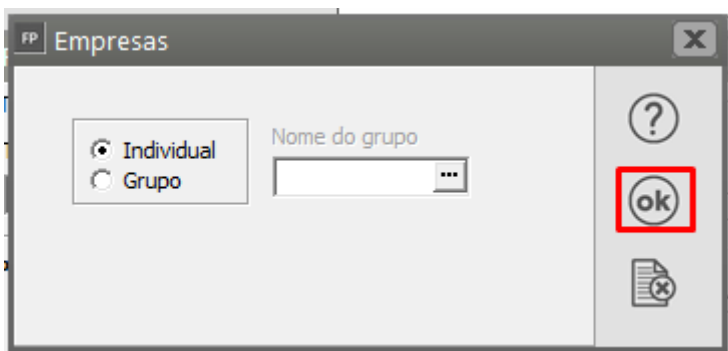 FP Empresas
Individual
Grupo
Nome do grupo
...
?
ok